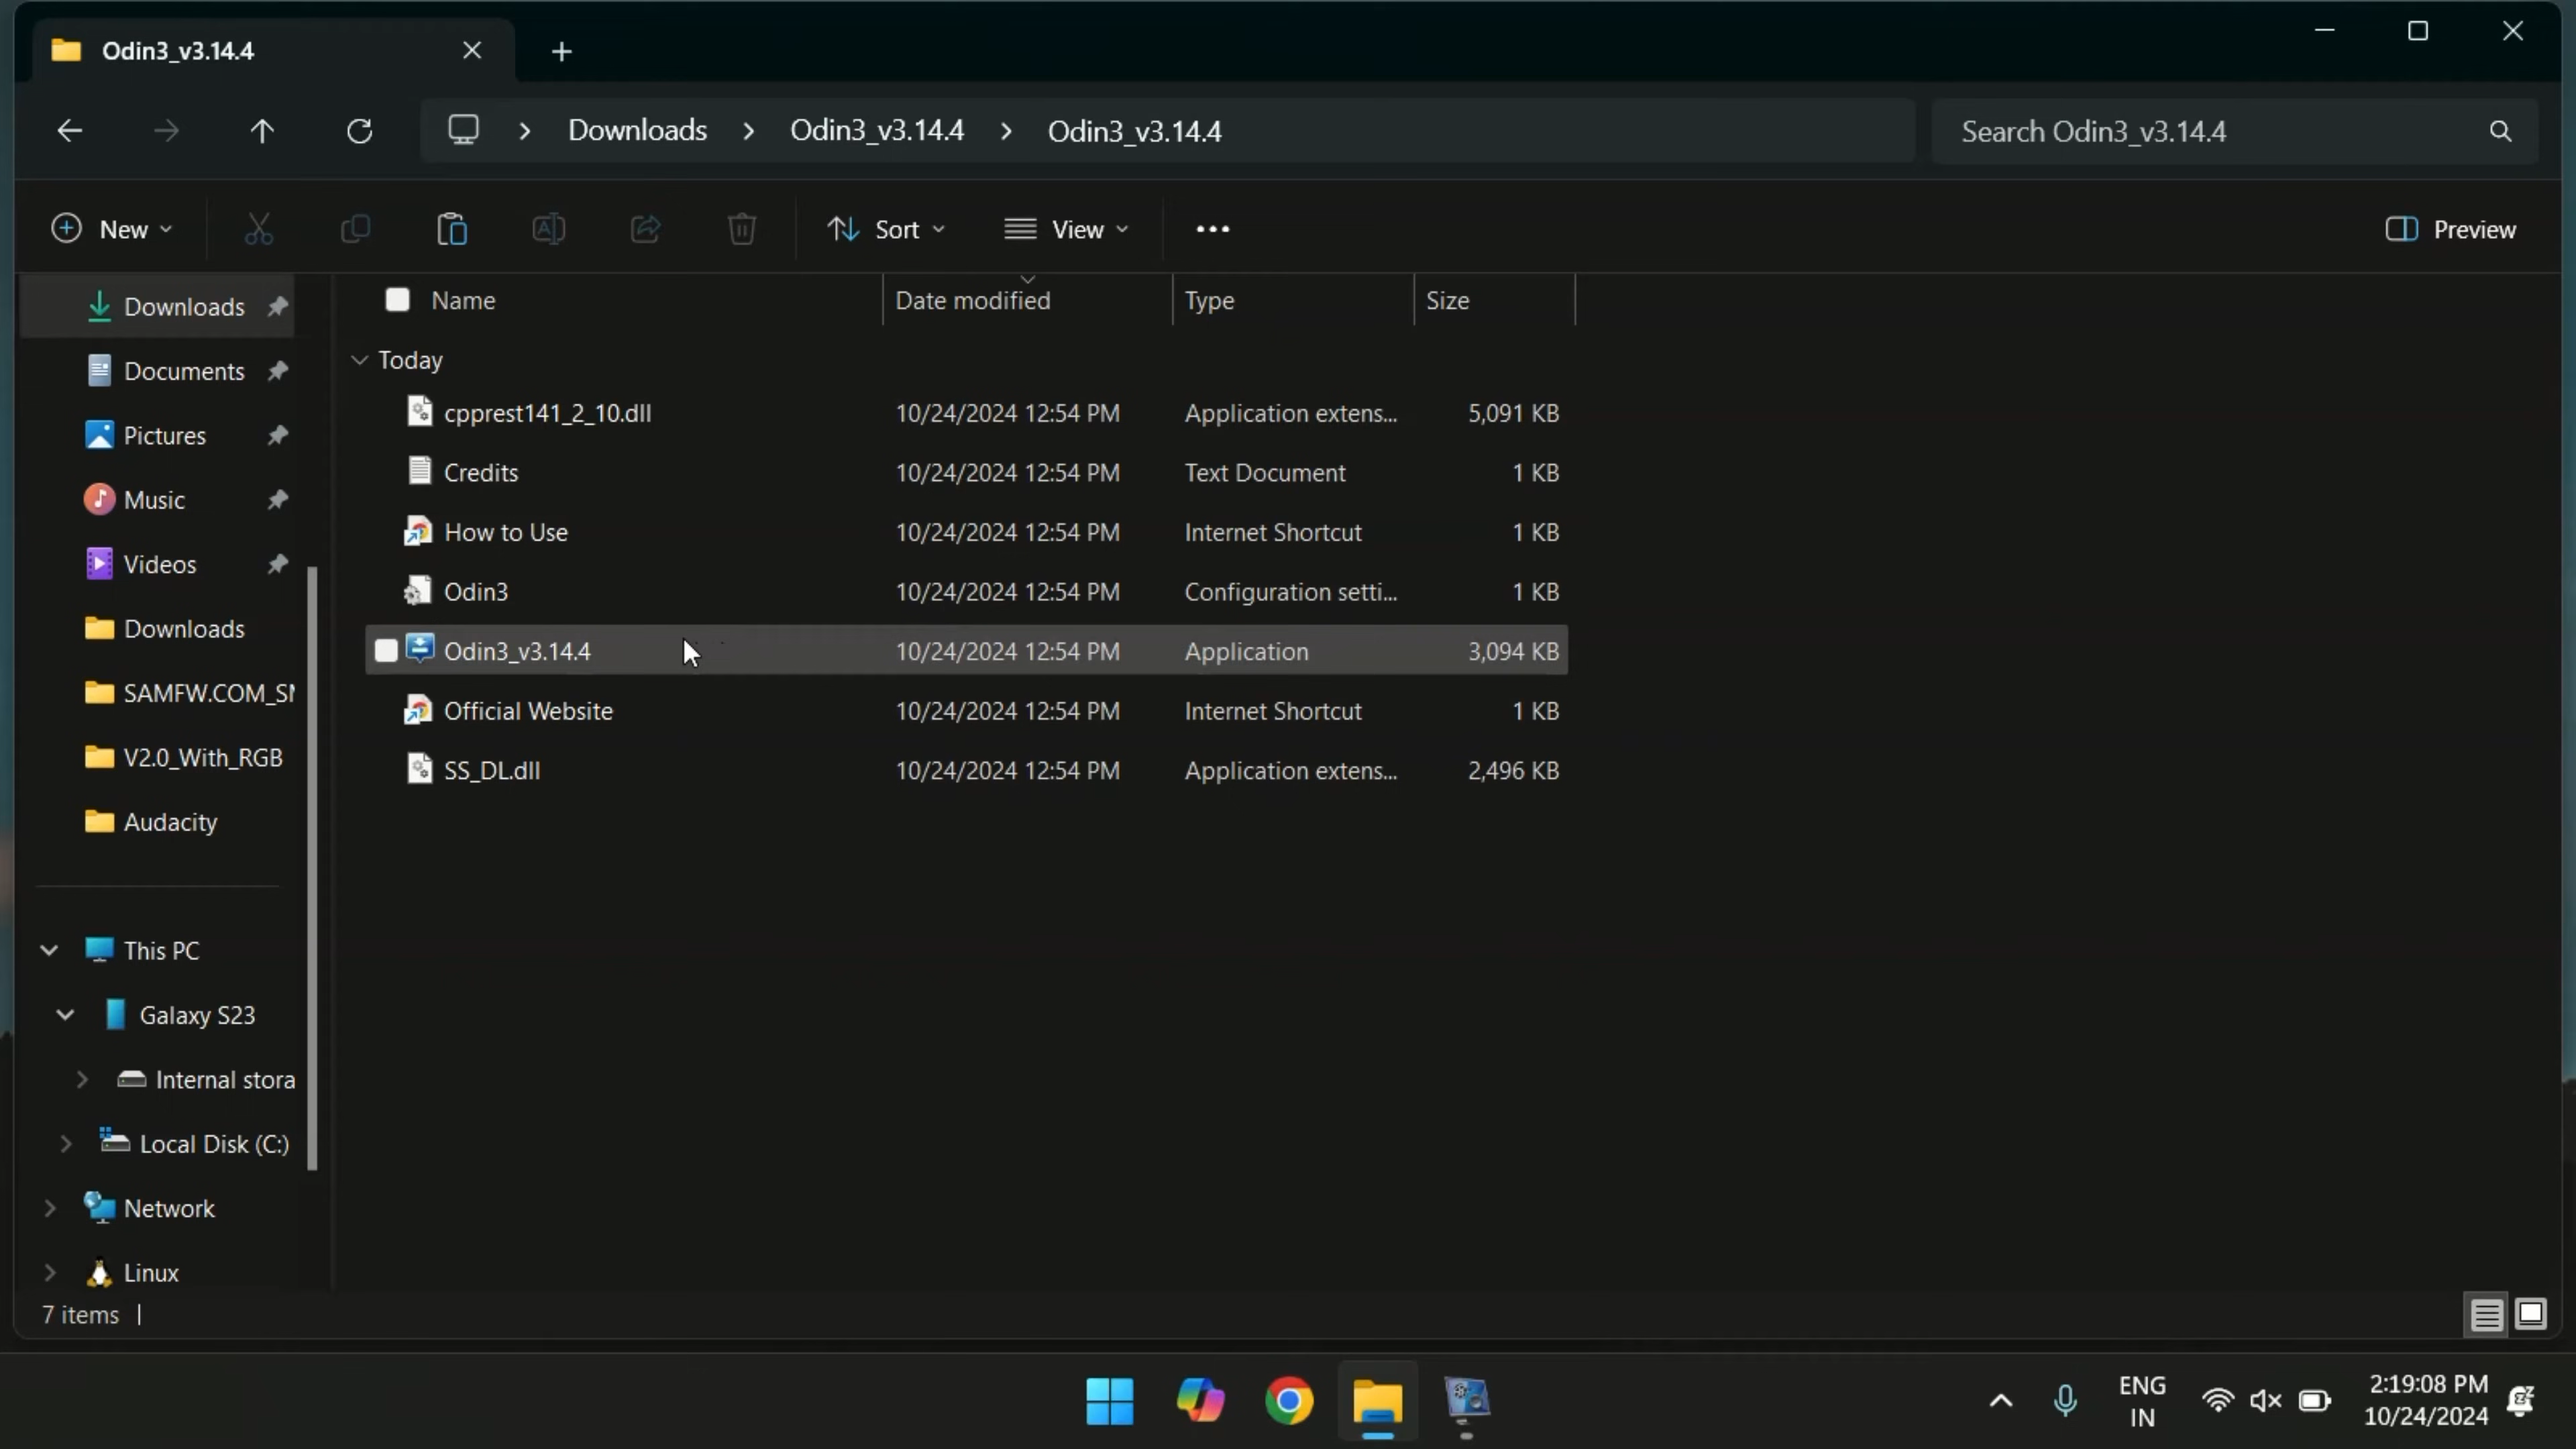 Odin3_v3.14.4
Downloads > Odin3_v3.14.4 > Odin3_v3.14.4
Search Odin3_v3.14.4
New
Sort
View
Preview
Downloads
Documents
Pictures
Music
Videos
Downloads
SAMFW.COM_SM
V2.0_With_RGB
Audacity
This PC
Galaxy S23
Internal stora
Local Disk (C:)
Network
Linux
Name Date modified Type Size
Today
cpprest141_2_10.dll 10/24/2024 12:54 PM Application extens... 5,091 KB
Credits 10/24/2024 12:54 PM Text Document 1 KB
How to Use 10/24/2024 12:54 PM Internet Shortcut 1 KB
Odin3 10/24/2024 12:54 PM Configuration setti... 1 KB
Odin3_v3.14.4 10/24/2024 12:54 PM Application 3,094 KB
Official Website 10/24/2024 12:54 PM Internet Shortcut 1 KB
SS_DL.dll 10/24/2024 12:54 PM Application extens... 2,496 KB
7 items
ENG
IN
2:19:08 PM
10/24/2024